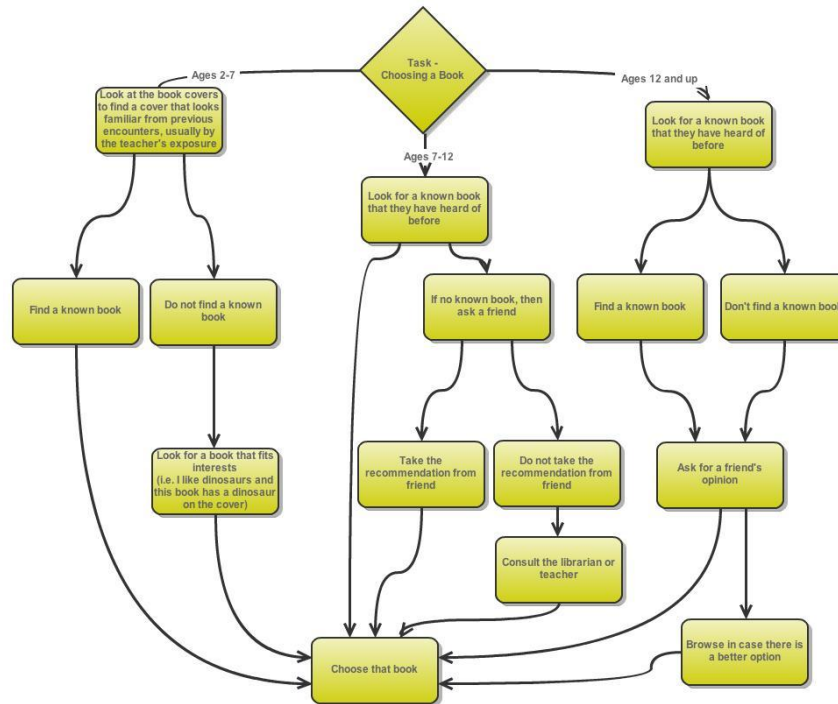 Task -
Choosing a Book
Ages 2-7
Ages 12 and up
Ages 7-12
Look at the book covers
to find a cover that looks
familiar from previous
encounters, usually by
the teacher's exposure
Look for a known book
that they have heard of
before
Look for a known book
that they have heard of
before
Find a known book
Do not find a known
book
If no known book, then
ask a friend
Find a known book
Don't find a known book
Look for a book that fits
interests
(i.e. I like dinosaurs and
this book has a dinosaur
on the cover)
Take the
recommendation from
friend
Do not take the
recommendation from
friend
Ask for a friend's
opinion
Consult the librarian or
teacher
Choose that book
Browse in case there is
a better option